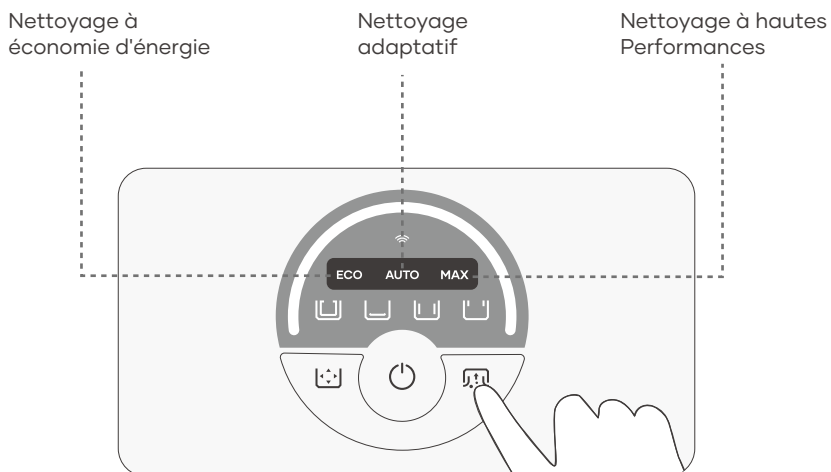 Nettoyage à
économie d'énergie
Nettoyage
adaptatif
Nettoyage à hautes
Performances
ECO AUTO MAX